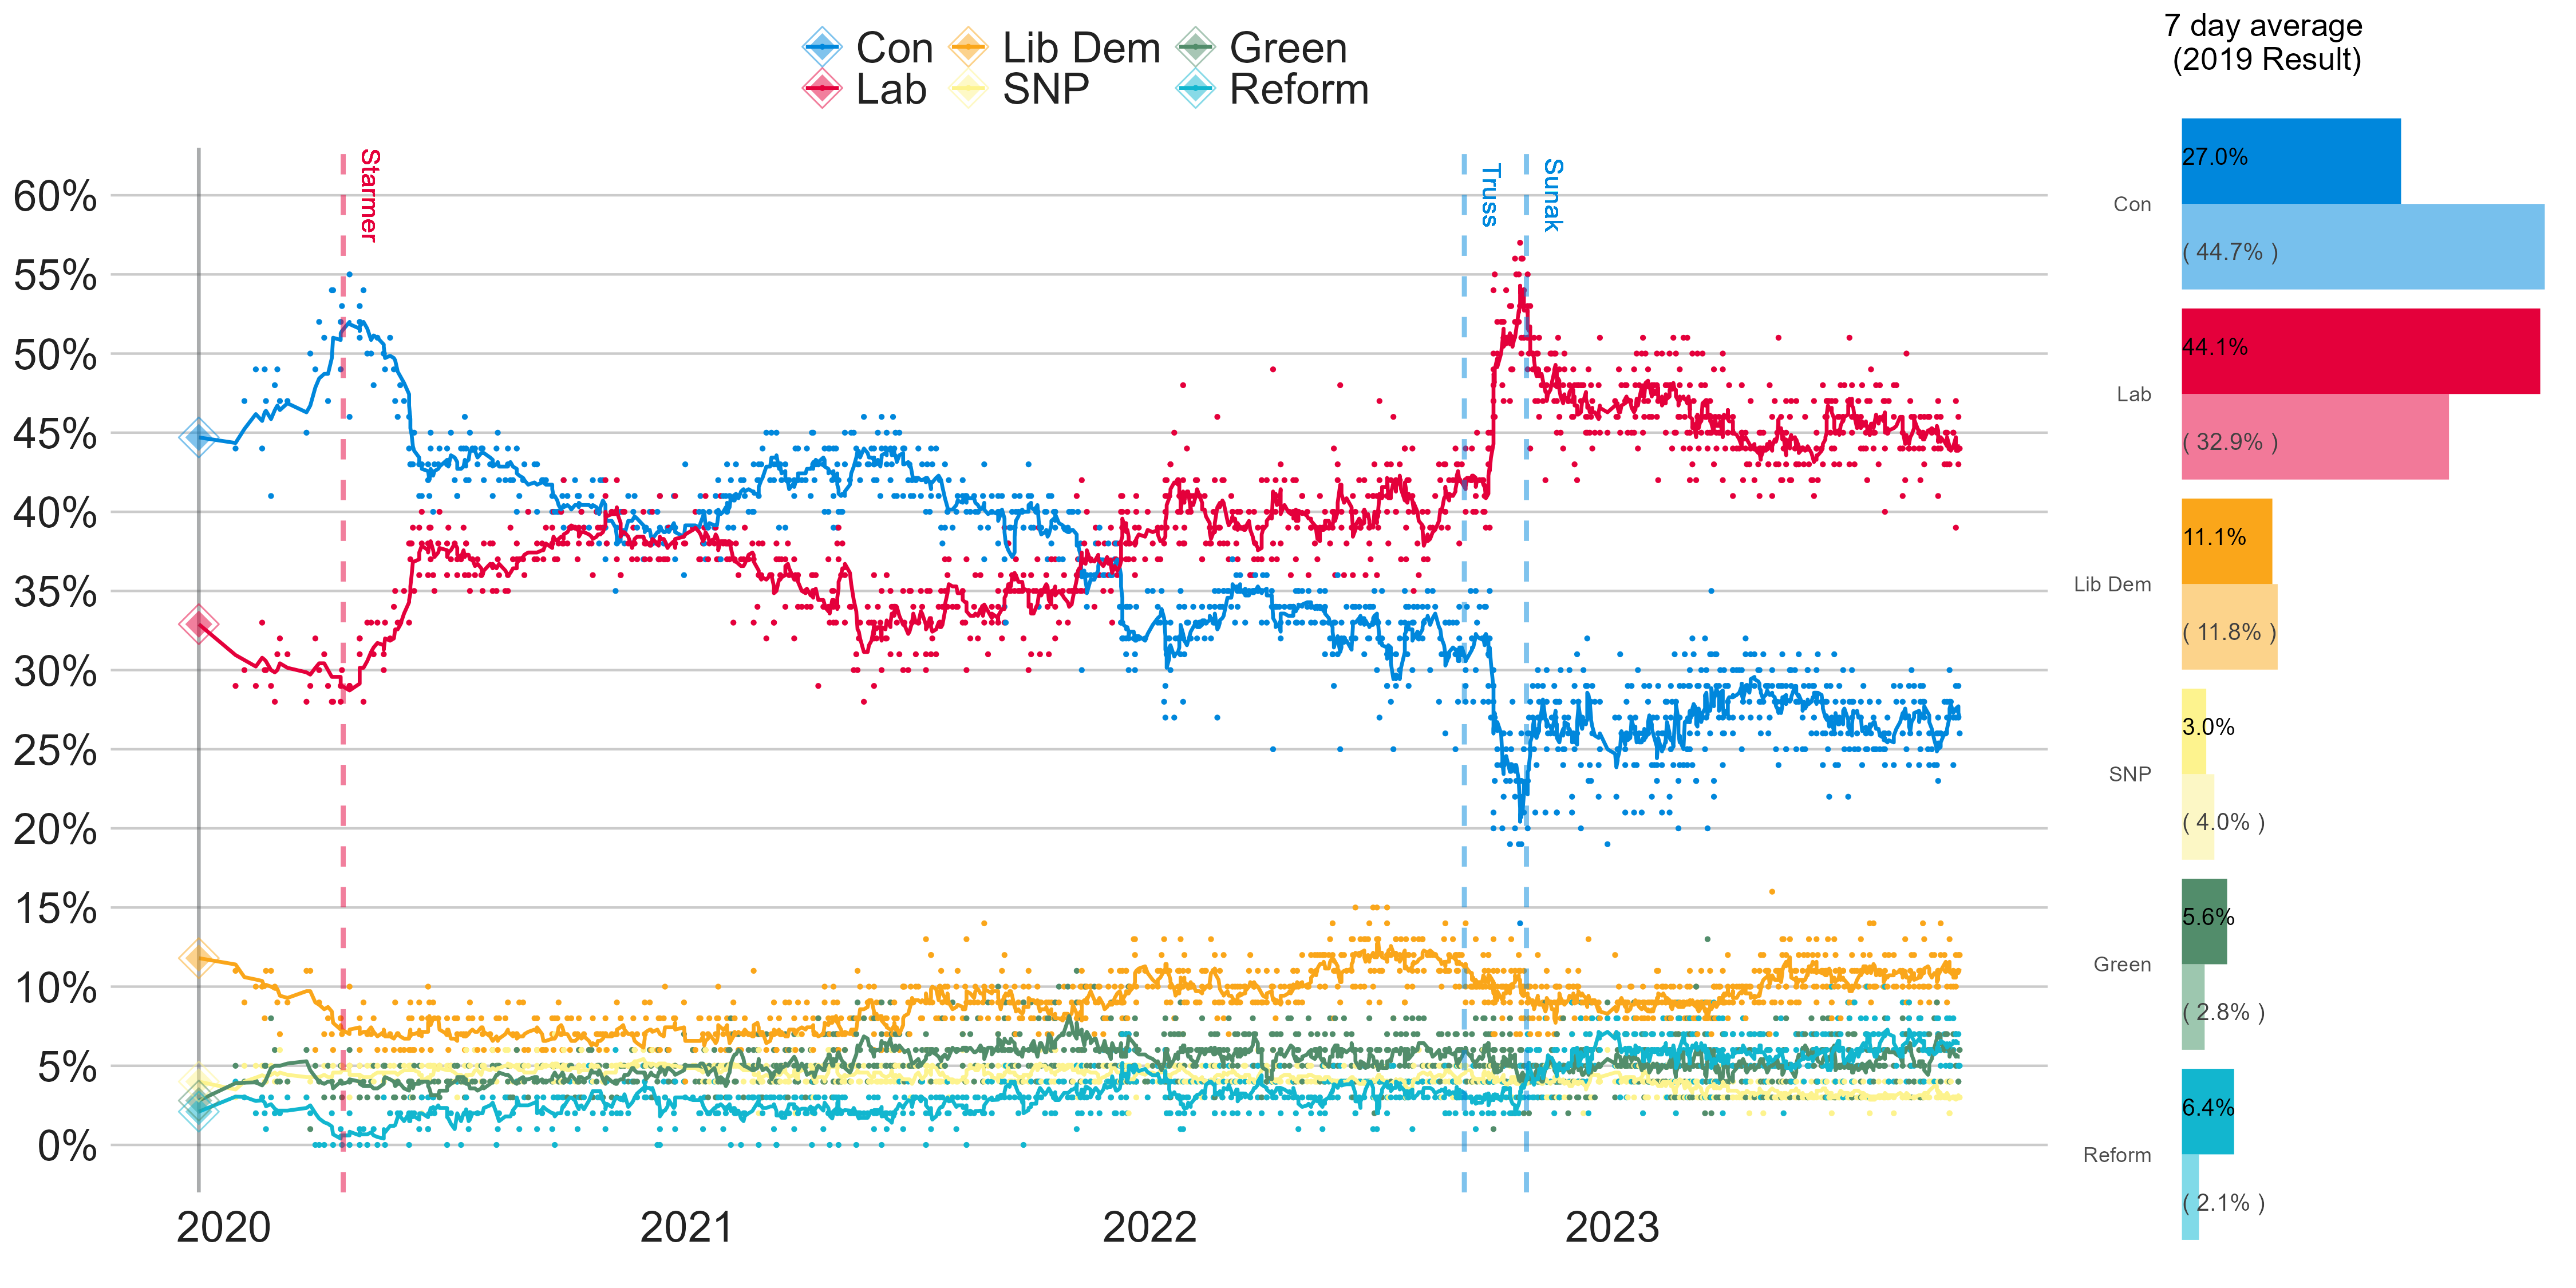 Con Lib Dem Green
Lab SNP Reform
7 day average
(2019 Result)
Starmer
Truss
Sunak
60%
55%
50%
45%
40%
35%
30%
25%
20%
15%
10%
5%
0%
2020 2021 2022 2023
Con
27.0%
( 44.7% )
Lab
44.1%
( 32.9% )
Lib Dem
11.1%
( 11.8% )
SNP
3.0%
( 4.0% )
Green
5.6%
( 2.8% )
Reform
6.4%
( 2.1% )